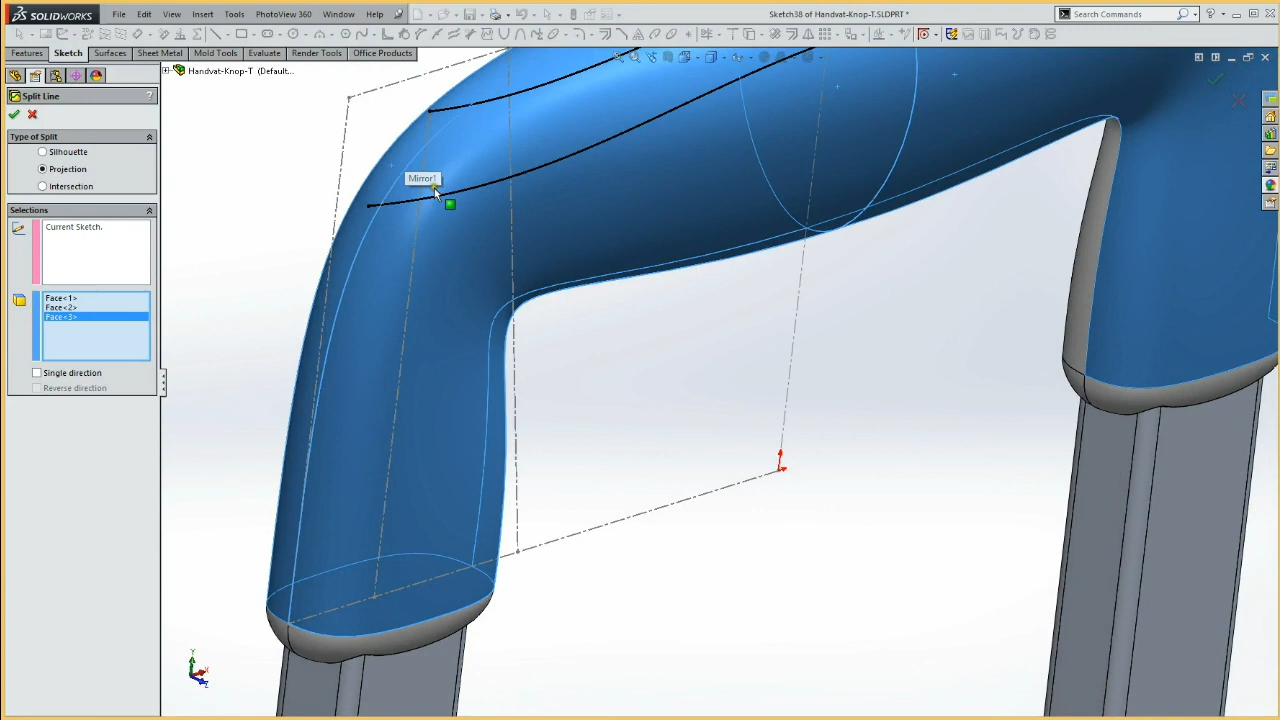 SOLIDWORKS File Edit View Insert Tools PhotoView 360 Window Help Sketch38 of Handvat-Knop-T.SLDPRT * Search Commands ?
Features Sketch Surfaces Sheet Metal Mold Tools Evaluate Render Tools Office Products
Handvat-Knop-T (Default...
Split Line ?
Type of Split
Silhouette
Projection
Intersection
Selections
Current Sketch.
Face<1>
Face<2>
Face<3>
Single direction
Reverse direction
Mirror1
Y
X
Z